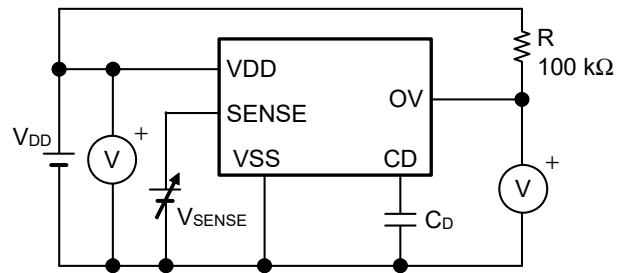 R
100 kΩ
VDD
OV
SENSE
VDD
+
V
VSS
CD
+
V
VSENSE
CD